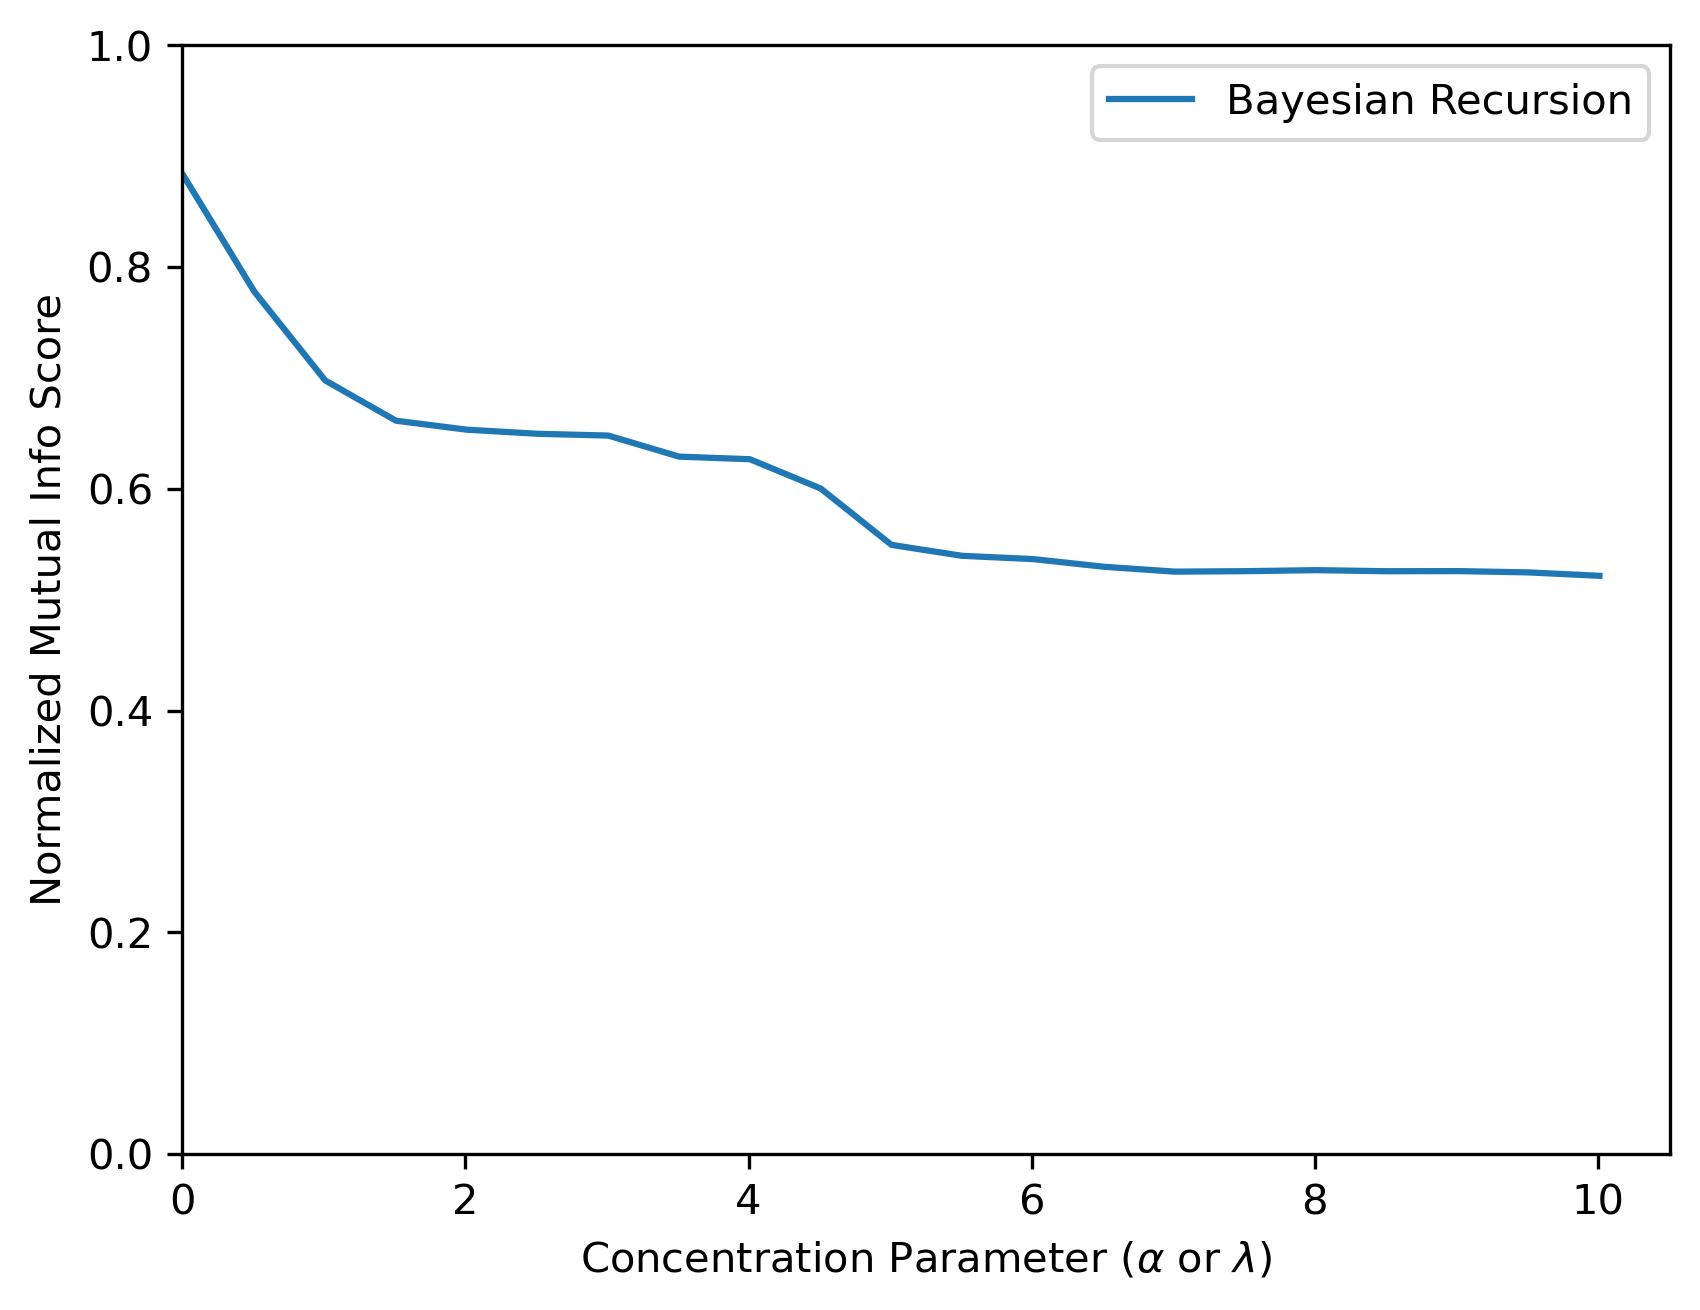 Bayesian Recursion
Normalized Mutual Info Score
1.0
0.8
0.6
0.4
0.2
0.0
0 2 4 6 8 10
Concentration Parameter (α or λ)